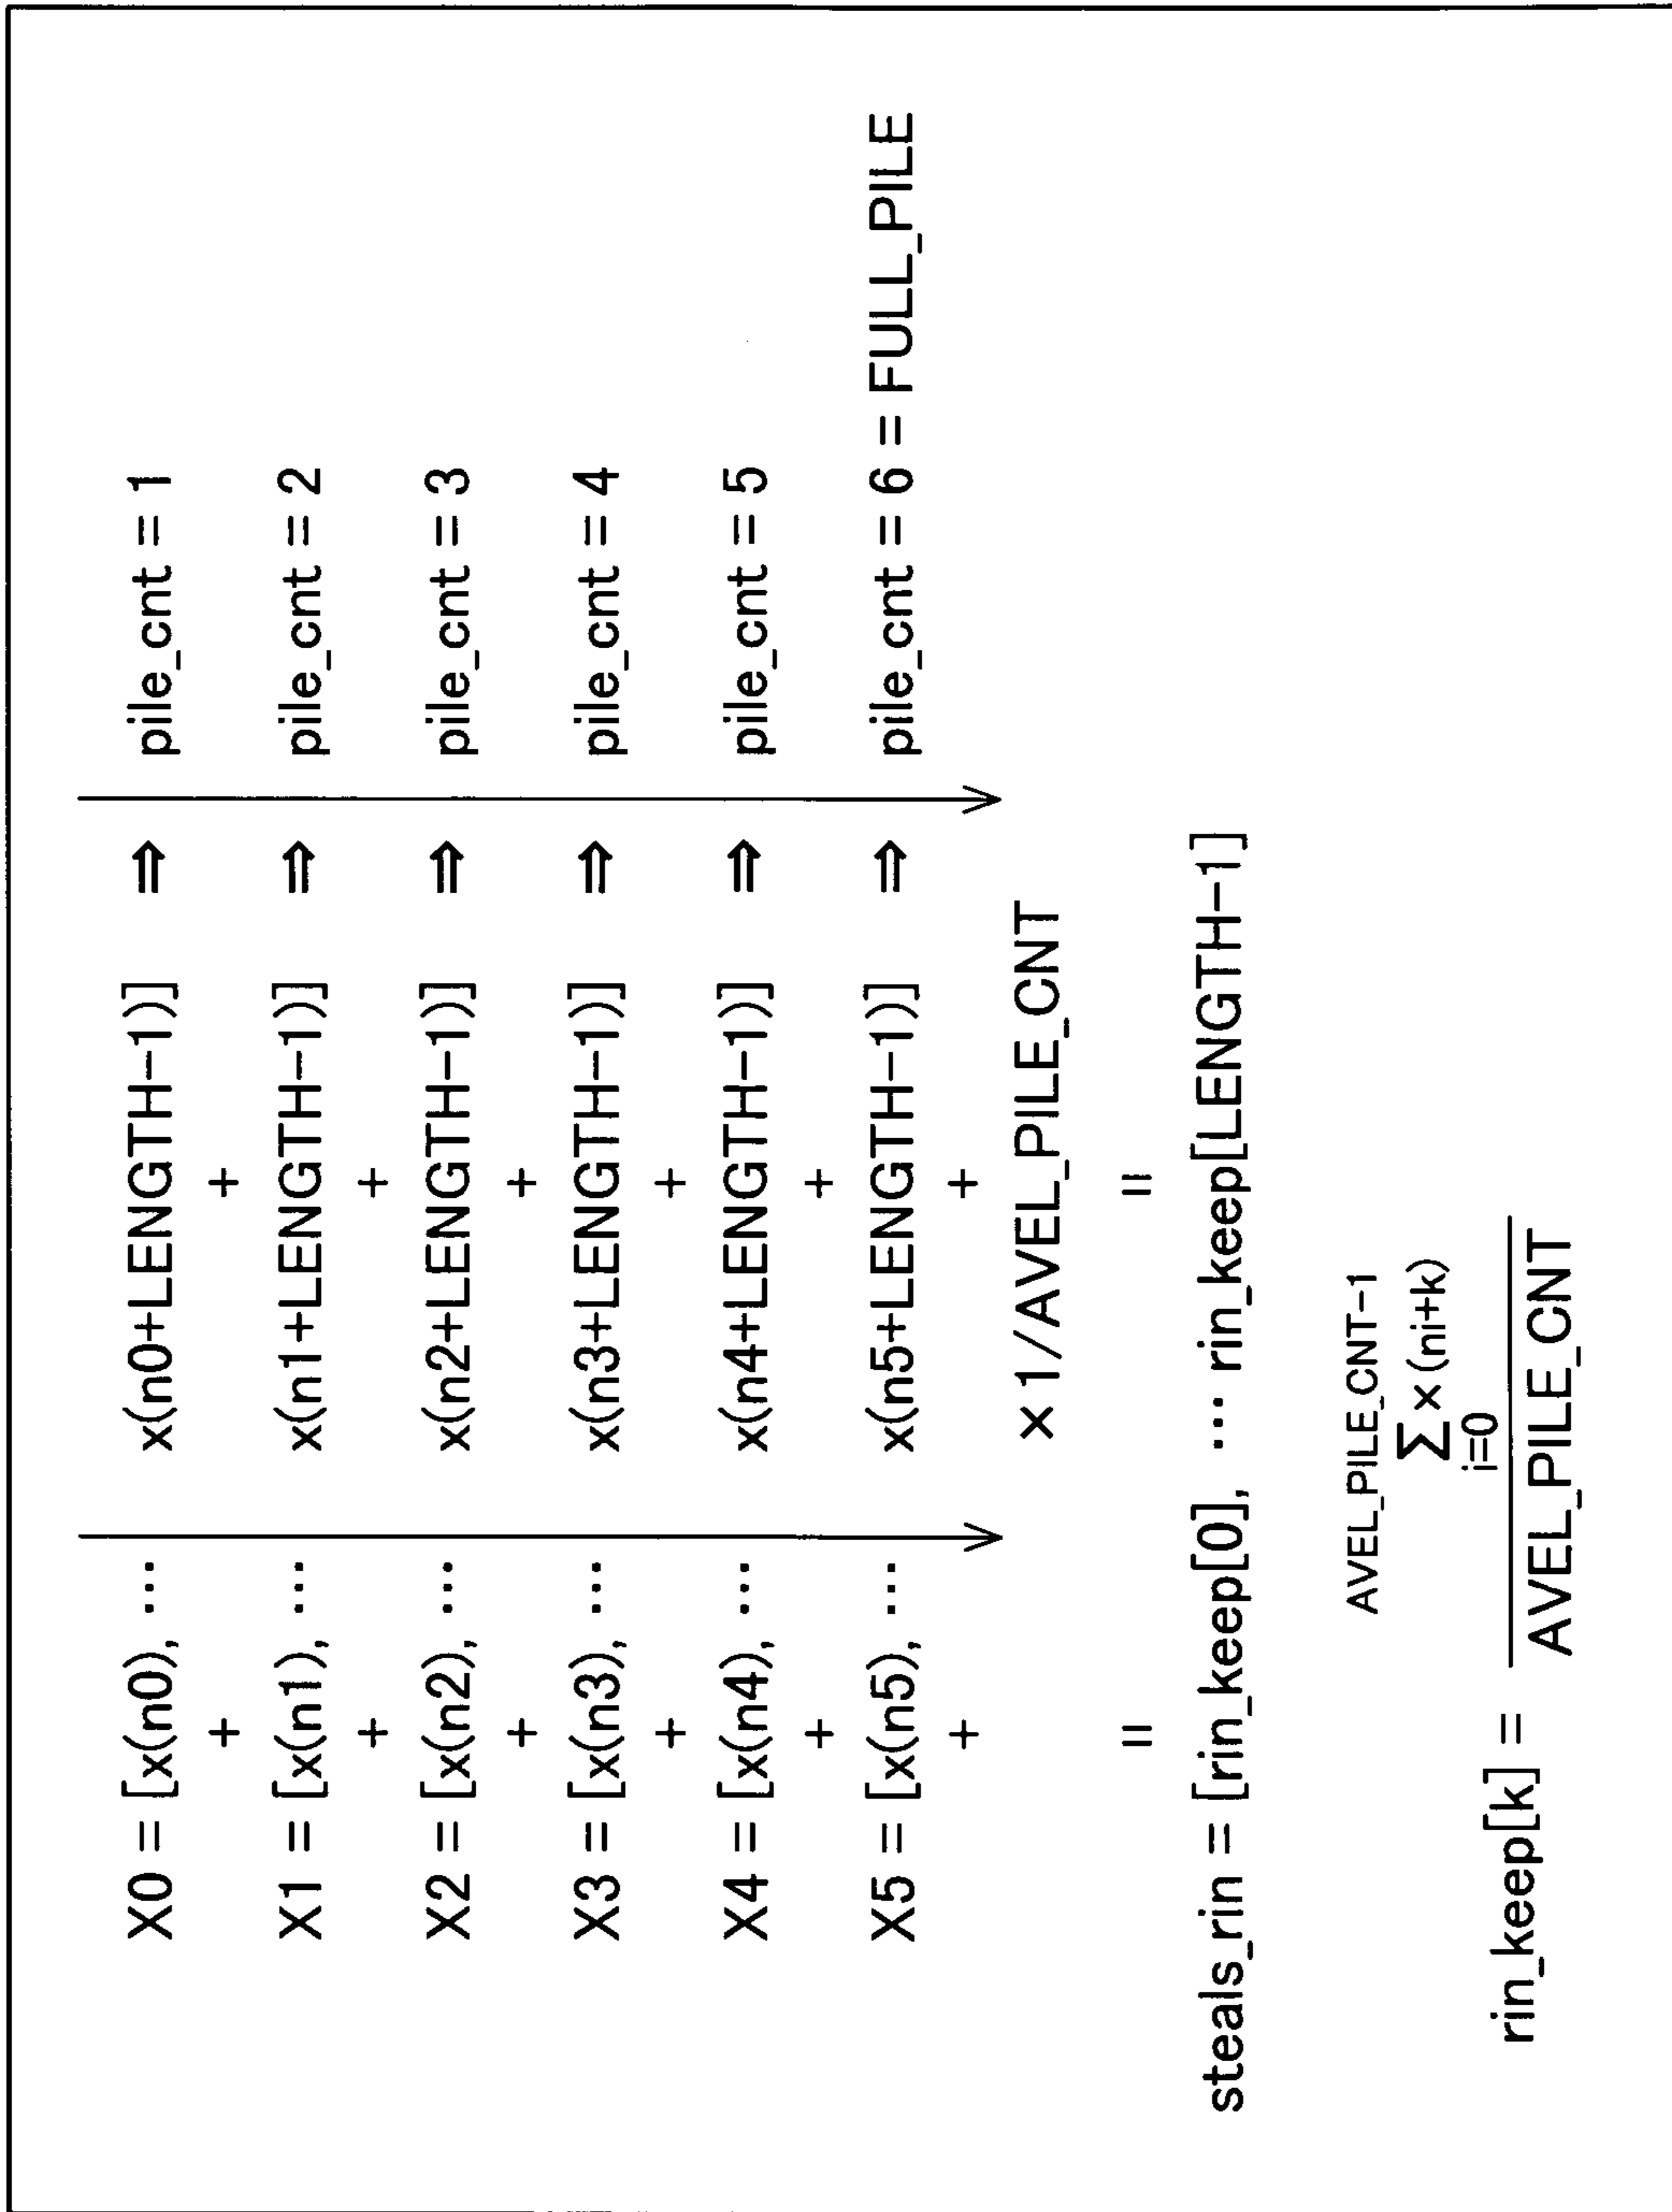 X0 = [x(n0), ··· x(n0+LENGTH-1)] ⇒ pile_cnt = 1
+ +
X1 = [x(n1), ··· x(n1+LENGTH-1)] ⇒ pile_cnt = 2
+ +
X2 = [x(n2), ··· x(n2+LENGTH-1)] ⇒ pile_cnt = 3
+ +
X3 = [x(n3), ··· x(n3+LENGTH-1)] ⇒ pile_cnt = 4
+ +
X4 = [x(n4), ··· x(n4+LENGTH-1)] ⇒ pile_cnt = 5
+ +
X5 = [x(n5), ··· x(n5+LENGTH-1)] ⇒ pile_cnt = 6 = FULL_PILE
+ +
×1/AVEL_PILE_CNT
= =
steals_rin = [rin_keep[0], ··· rin_keep[LENGTH-1]
AVEL_PILE_CNT-1
Σ x(ni+k)
i=0
rin_keep[k] =
AVEL_PILE_CNT